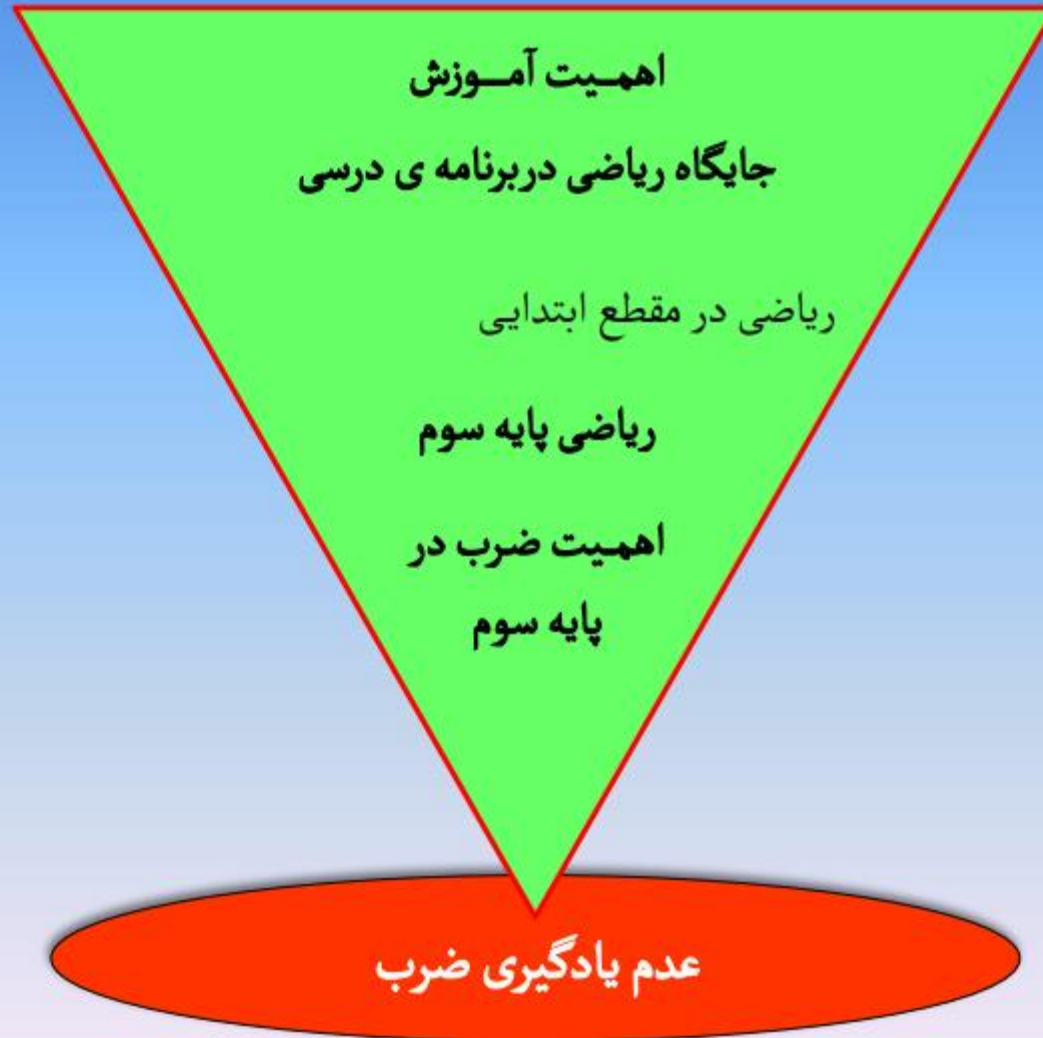 اهمیت آموزش
جایگاه ریاضی دربرنامه ی درسی
ریاضی در مقطع ابتدایی
ریاضی پایه سوم
اهمیت ضرب در
پایه سوم
عدم یادگیری ضرب